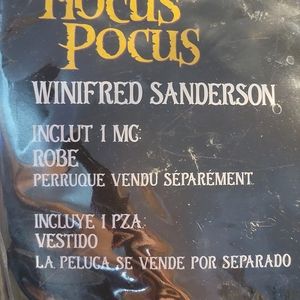 HOCUS
POCUS
WINIFRED SANDERSON
INCLUT 1 MC:
ROBE
PERRUQUE VENDU SÉPARÉMENT.
INCLUYE 1 PZA:
VESTIDO
LA PELUCA SE VENDE POR SEPARADO